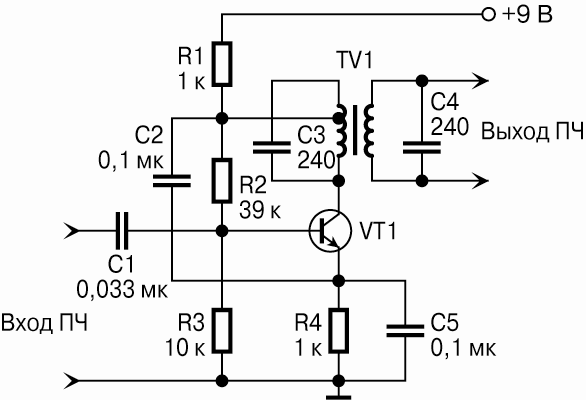 +9 В
R1
1 к
TV1
C2
0,1 мк
C3
240
C4
240
Выход ПЧ
R2
39 к
VT1
C1
0,033 мк
Вход ПЧ
R3
10 к
R4
1 к
C5
0,1 мк